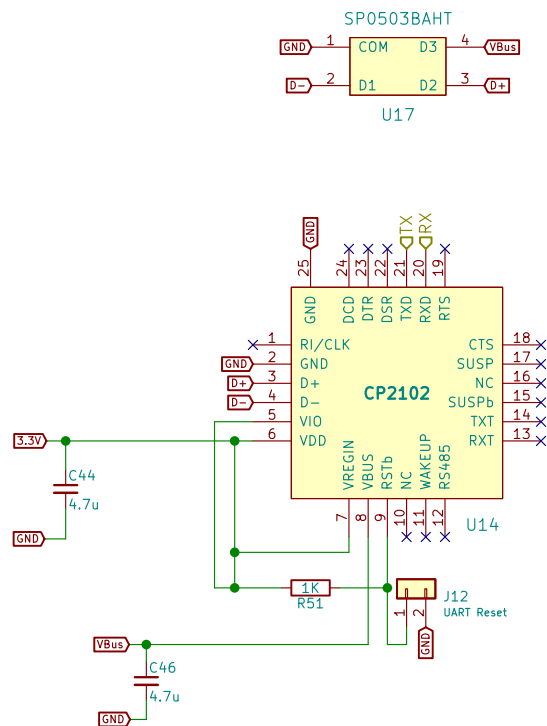 SP0503BAHT
GND 1 COM D3 4 VBus
D- 2 D1 D2 3 D+
U17
GND TX RX
25 24 23 22 21 20 19
GND DCD DTR DSR TXD RXD RTS
1 RI/CLK CTS 18
GND 2 GND SUSP 17
D+ 3 D+ NC 16
D- 4 D- CP2102 SUSPb 15
5 VIO TXT 14
3.3V 6 VDD RXT 13
VREGIN VBUS RSTb NC WAKEUP RS485
7 8 9 10 11 12
U14
C44
4.7u
GND
1K
R51
J12
UART Reset
1 2
GND
VBus
C46
4.7u
GND